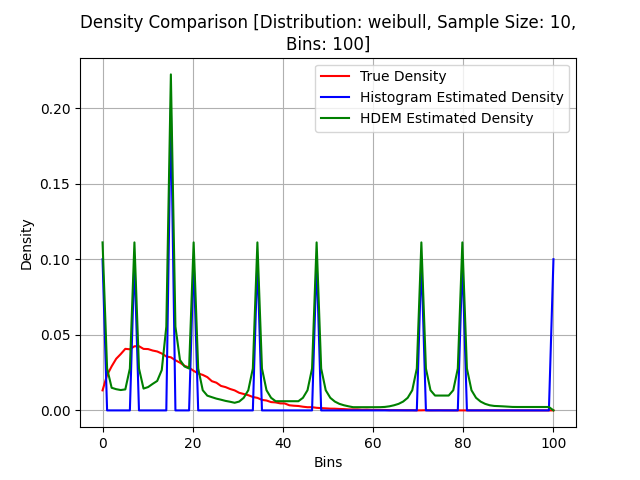 Density Comparison [Distribution: weibull, Sample Size: 10,
Bins: 100]
True Density
Histogram Estimated Density
HDEM Estimated Density
Density
0.20
0.15
0.10
0.05
0.00
0 20 40 60 80 100
Bins